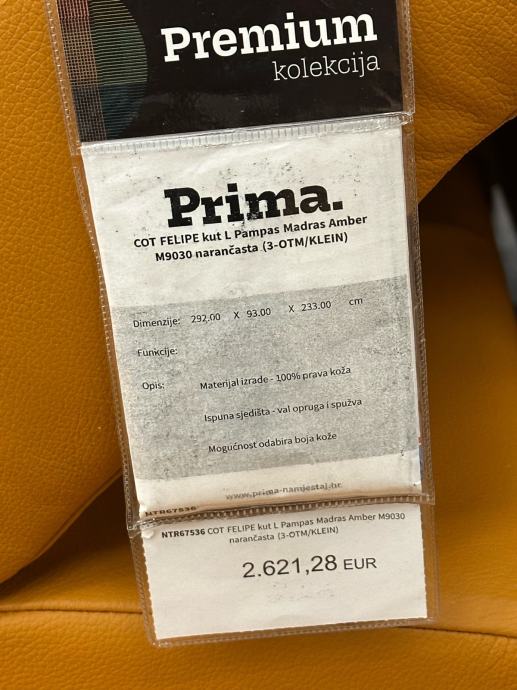 Premium
kolekcija
Prima.
COT FELIPE kut L Pampas Madras Amber
M9030 narančasta (3-OTM/KLEIN)
Dimenzije: 292.00 X 93.00 X 233.00 cm
Funkcije:
Opis: Materijal izrade - 100% prava koža
Ispuna sjedišta - val opruga i spužva
Mogućnost odabira boja kože
www.prima-namjestaj.hr
NTR67536
NTR67536 COT FELIPE kut L Pampas Madras Amber M9030
narančasta (3-OTM/KLEIN)
2.621,28 EUR